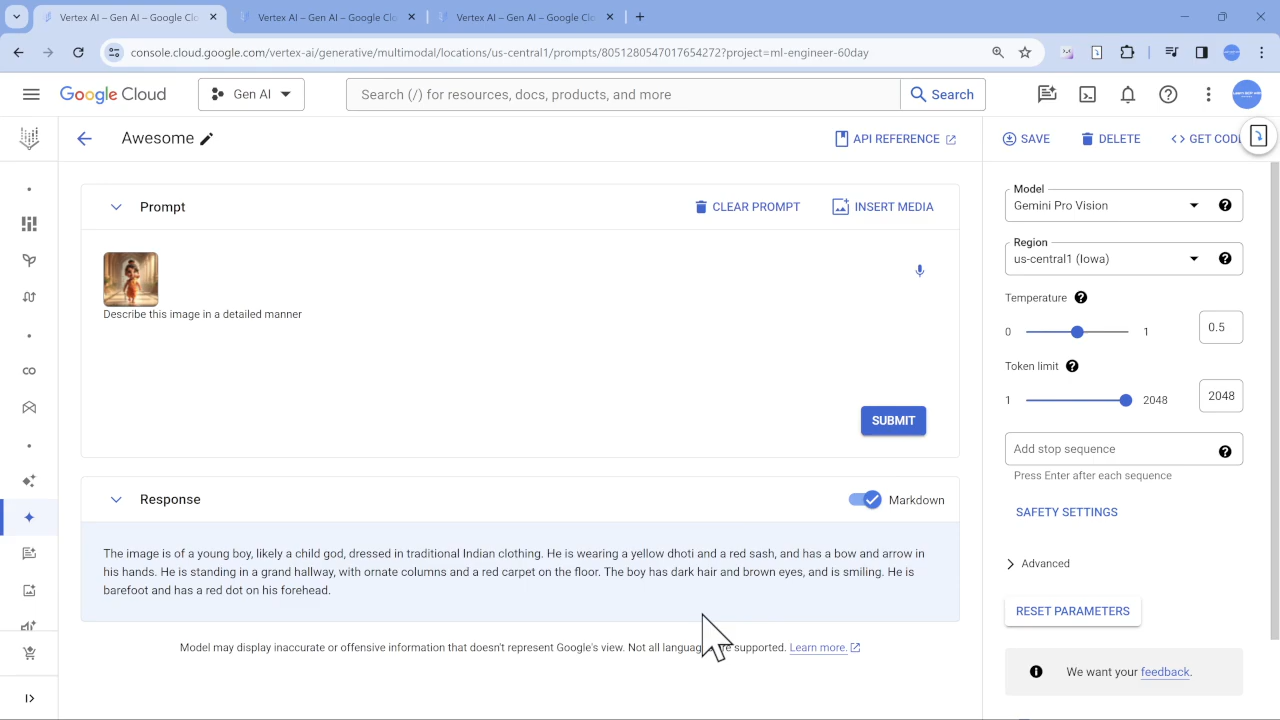 Vertex AI – Gen AI – Google Clo
Vertex AI – Gen AI – Google Clo
Vertex AI – Gen AI – Google Clo
console.cloud.google.com/vertex-ai/generative/multimodal/locations/us-central1/prompts/8051280547017654272?project=ml-engineer-60day
Google Cloud
Gen AI
Search (/) for resources, docs, products, and more
Search
Awesome
API REFERENCE
SAVE
DELETE
<> GET CODE
Prompt
CLEAR PROMPT
INSERT MEDIA
Describe this image in a detailed manner
SUBMIT
Response
Markdown
The image is of a young boy, likely a child god, dressed in traditional Indian clothing. He is wearing a yellow dhoti and a red sash, and has a bow and arrow in
his hands. He is standing in a grand hallway, with ornate columns and a red carpet on the floor. The boy has dark hair and brown eyes, and is smiling. He is
barefoot and has a red dot on his forehead.
Model may display inaccurate or offensive information that doesn't represent Google's view. Not all supported. Learn more.
Model
Gemini Pro Vision
Region
us-central1 (Iowa)
Temperature
0
1
0.5
Token limit
1
2048
2048
Add stop sequence
Press Enter after each sequence
SAFETY SETTINGS
Advanced
RESET PARAMETERS
We want your feedback.